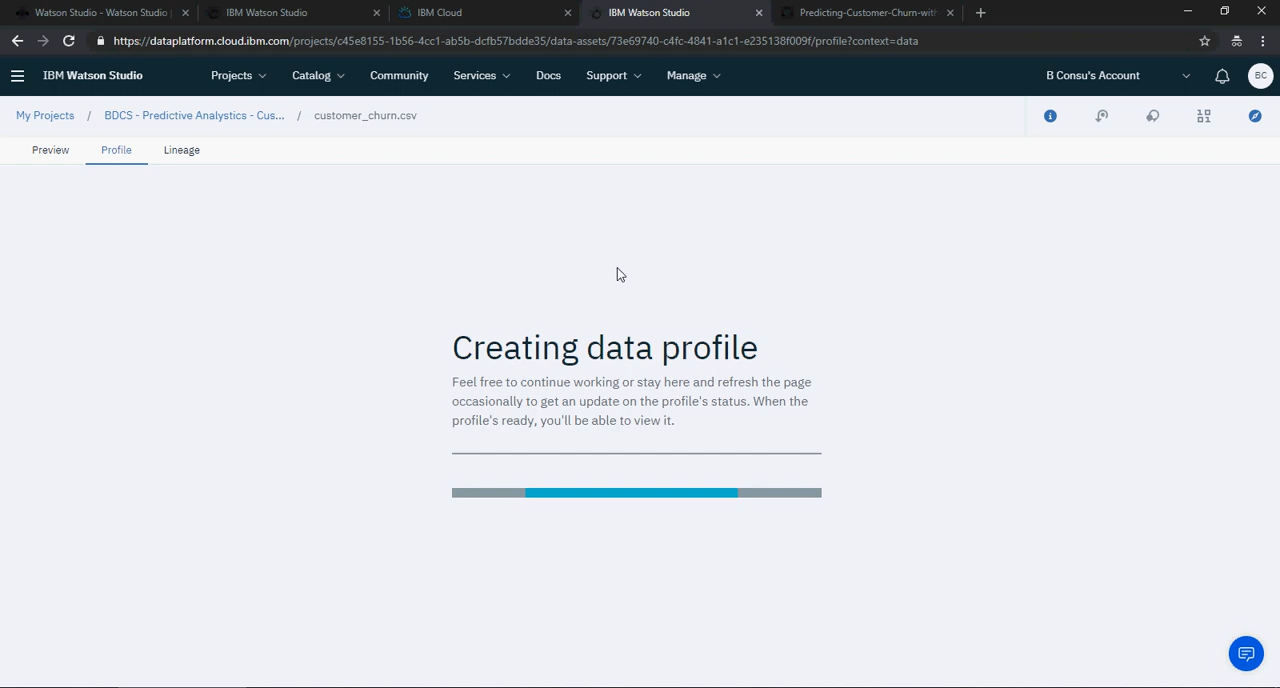 Watson Studio - Watson Studio
IBM Watson Studio
IBM Cloud
IBM Watson Studio
Predicting-Customer-Churn-with
https://dataplatform.cloud.ibm.com/projects/c45e8155-1b56-4cc1-ab5b-dcfb57bdde35/data-assets/73e69740-c4fc-4841-a1c1-e235138f009f/profile?context=data
IBM Watson Studio
Projects
Catalog
Community
Services
Docs
Support
Manage
B Consu's Account
BC
My Projects / BDCS - Predictive Analystics - Cus... / customer_churn.csv
Preview
Profile
Lineage
Creating data profile
Feel free to continue working or stay here and refresh the page
occasionally to get an update on the profile's status. When the
profile's ready, you'll be able to view it.